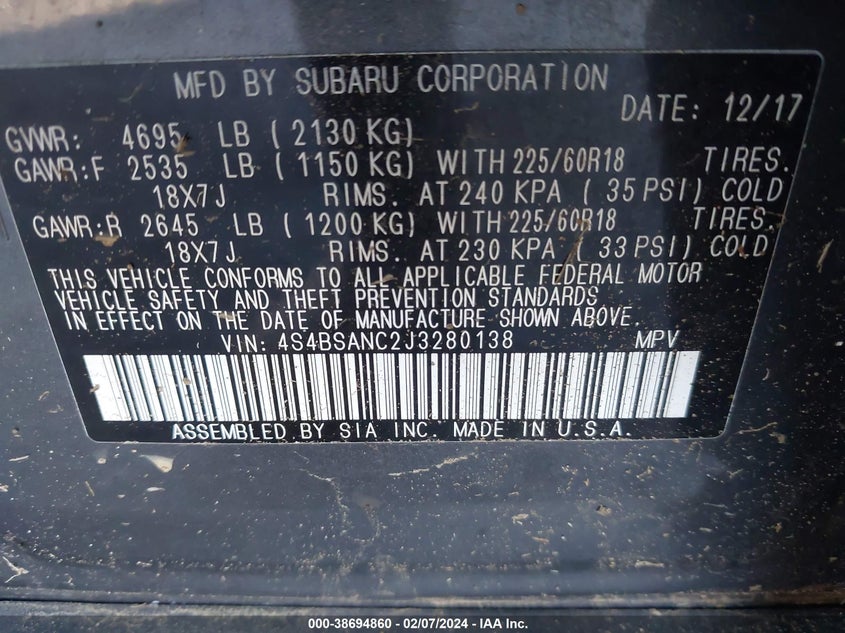 MFD BY SUBARU CORPORATION
DATE: 12/17
GVWR: 4695 LB ( 2130 KG)
GAWR:F 2535 LB ( 1150 KG) WITH 225/60R18 TIRES.
18X7J RIMS. AT 240 KPA ( 35 PSI) COLD
GAWR:R 2645 LB ( 1200 KG) WITH 225/60R18 TIRES.
18X7J RIMS. AT 230 KPA ( 33 PSI) COLD
THIS VEHICLE CONFORMS TO ALL APPLICABLE FEDERAL MOTOR
VEHICLE SAFETY AND THEFT PREVENTION STANDARDS
IN EFFECT ON THE DATE OF MANUFACTURE SHOWN ABOVE.
VIN: 4S4BSANC2J3280138 MPV
ASSEMBLED BY SIA INC. MADE IN U.S.A.
000-38694860 — 02/07/2024 — IAA Inc.